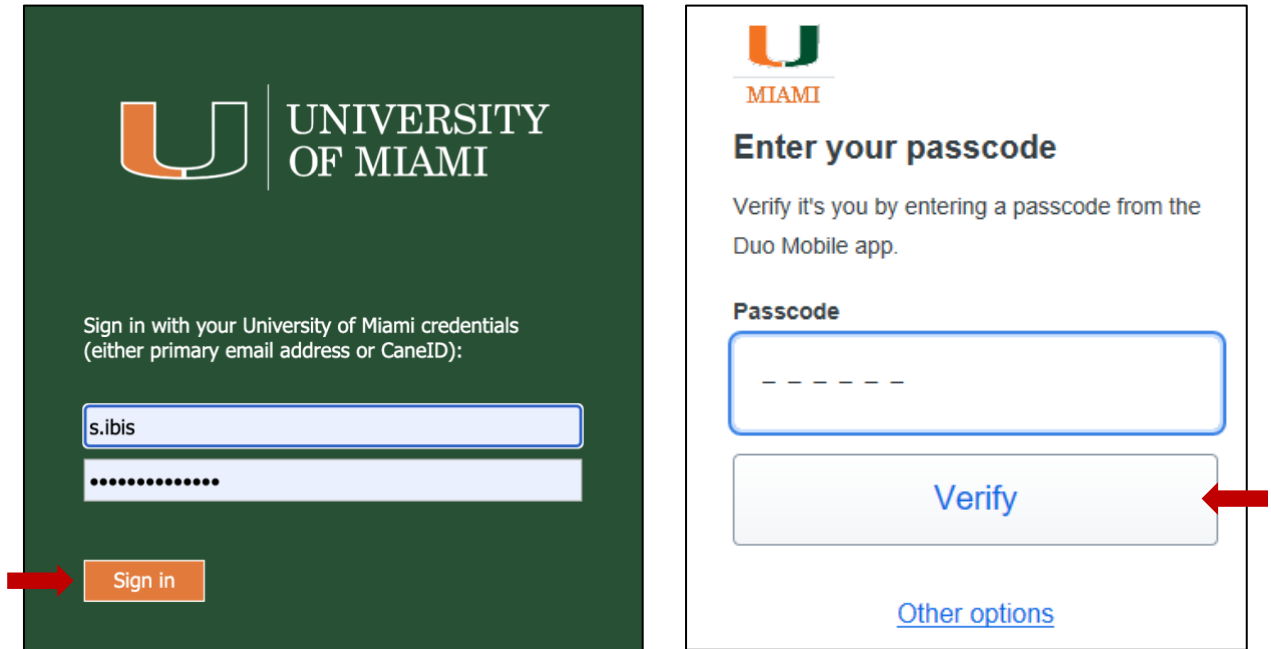 UNIVERSITY
OF MIAMI
Sign in with your University of Miami credentials
(either primary email address or CaneID):
s.ibis
••••••••••••••
Sign in
MIAMI
Enter your passcode
Verify it's you by entering a passcode from the
Duo Mobile app.
Passcode
_ _ _ _ _ _
Verify
Other options